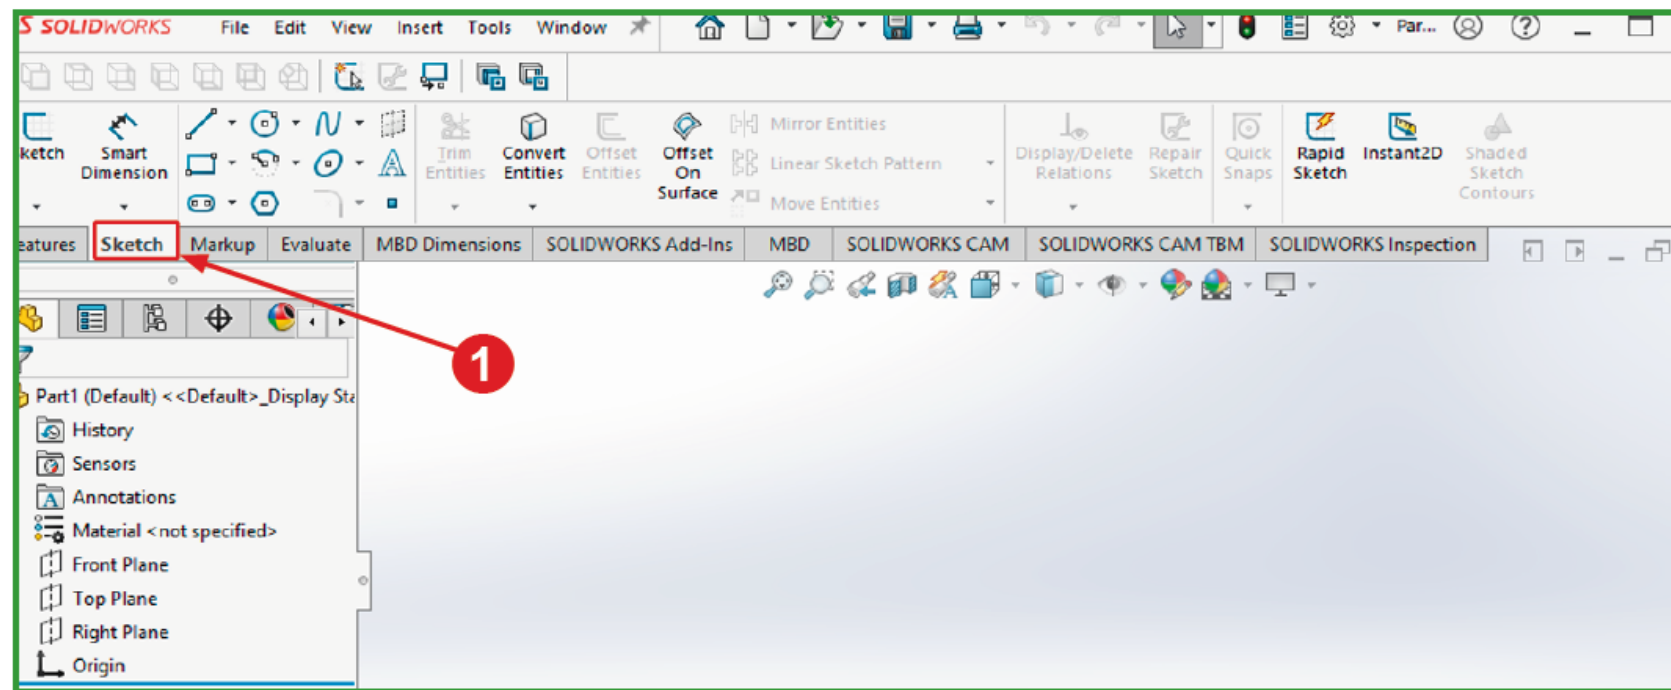 S SOLIDWORKS File Edit View Insert Tools Window Par... ?
ketch Smart Dimension Trim Entities Convert Entities Offset Entities Offset On Surface Mirror Entities Linear Sketch Pattern Move Entities Display/Delete Relations Repair Sketch Quick Snaps Rapid Sketch Instant2D Shaded Sketch Contours
eatures Sketch Markup Evaluate MBD Dimensions SOLIDWORKS Add-Ins MBD SOLIDWORKS CAM SOLIDWORKS CAM TBM SOLIDWORKS Inspection
1
Part1 (Default) <<Default>_Display Sta
History
Sensors
Annotations
Material <not specified>
Front Plane
Top Plane
Right Plane
Origin